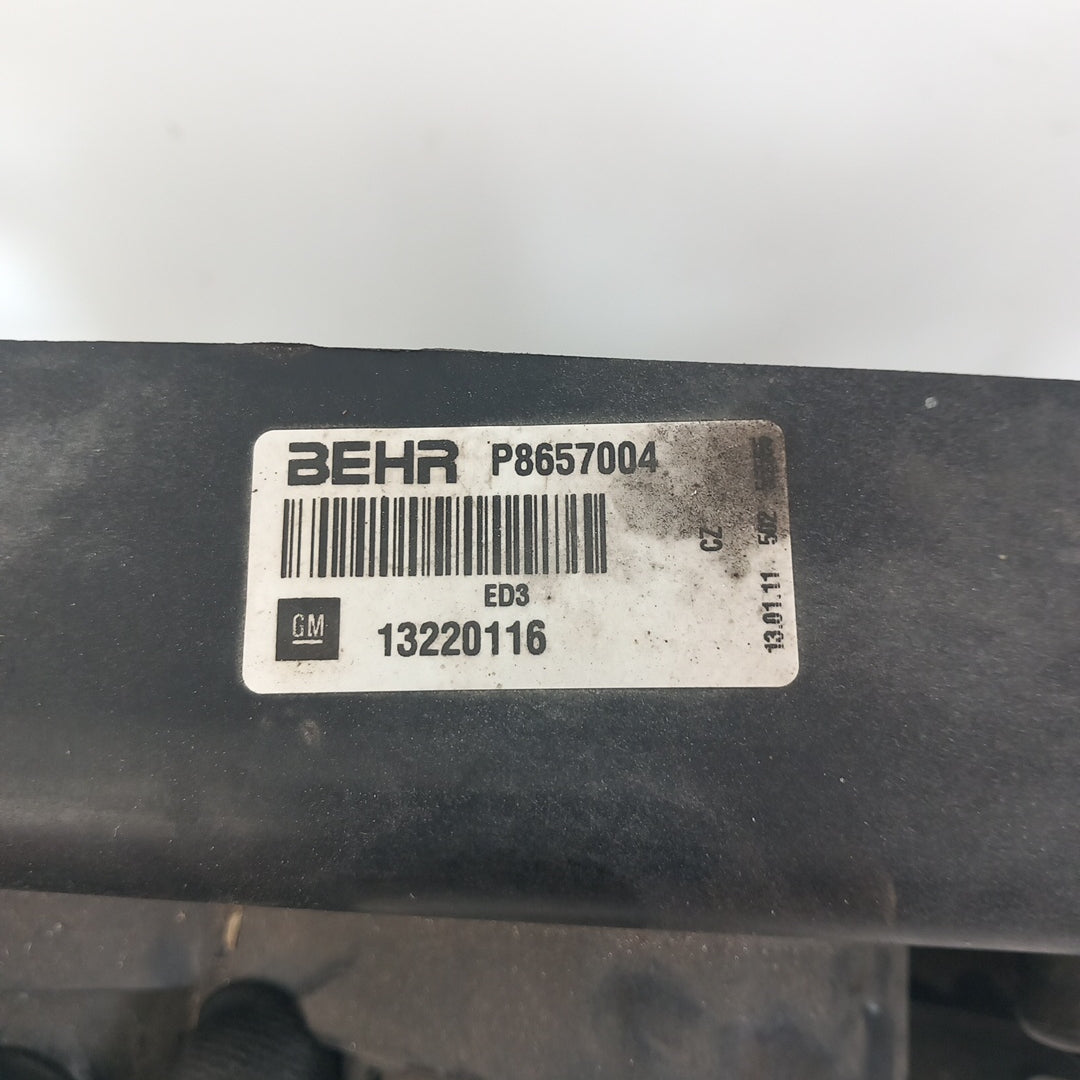 BEHR P8657004
ED3
GM 13220116
CZ
13.01.11 502